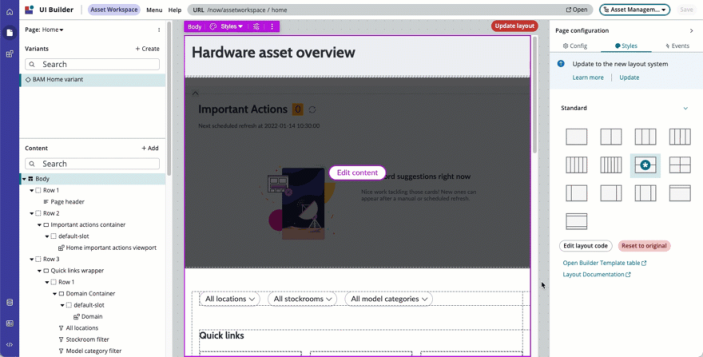 UI Builder
Asset Workspace
Menu
Help
URL /now/assetworkspace / home
Open
Asset Managem...
Save
Page: Home
Variants
+ Create
Search
BAM Home variant
Content
+ Add
Search
Body
Row 1
Page header
Row 2
Important actions container
default-slot
Home important actions viewport
Row 3
Quick links wrapper
Row 1
Domain Container
default-slot
Domain
All locations
Stockroom filter
Model category filter
Body
Styles
Update layout
Hardware asset overview
Important Actions 0
Next scheduled refresh at 2022-01-14 10:30:00
Edit content
rd suggestions right now
Nice work tackling those cards! New ones can
appear after a manual or scheduled refresh.
All locations
All stockrooms
All model categories
Quick links
Page configuration
Config
Styles
Events
Update to the new layout system
Learn more
Update
Standard
Edit layout code
Reset to original
Open Builder Template table
Layout Documentation